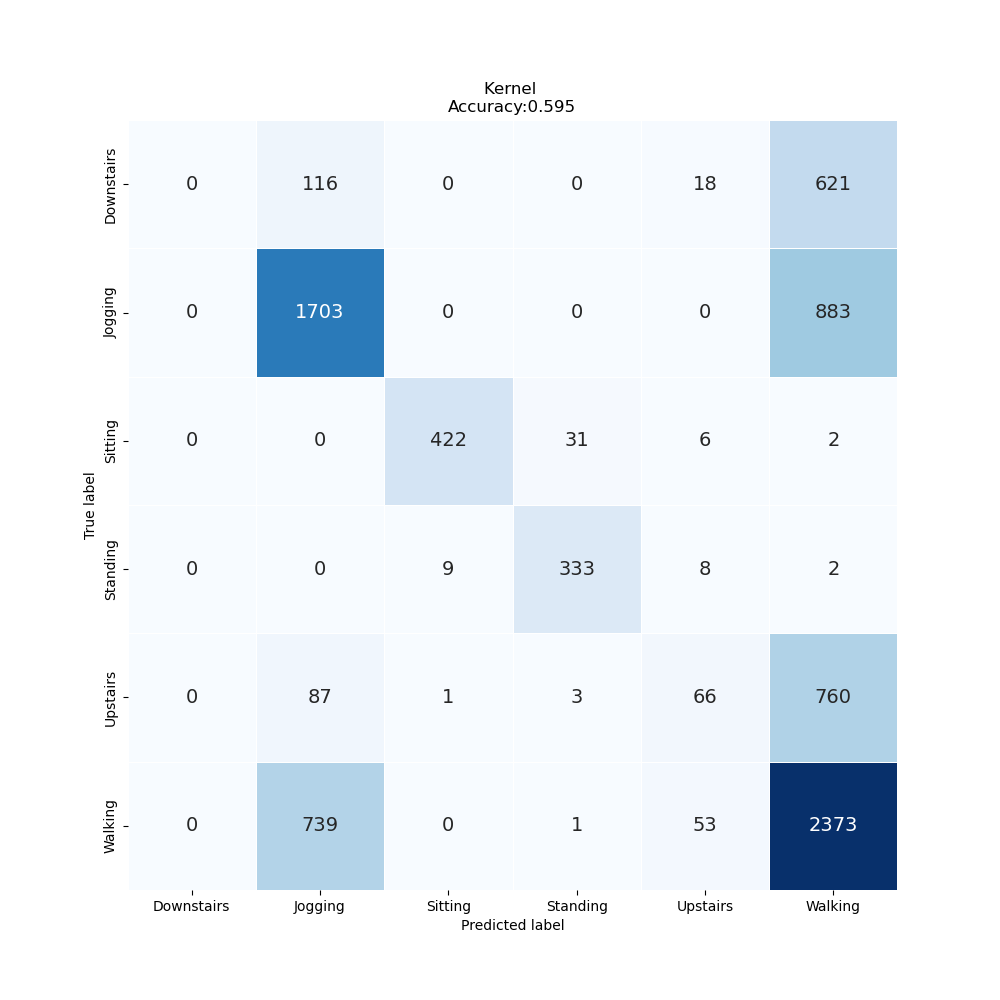 Kernel
Accuracy:0.595
Downstairs 0 116 0 0 18 621
Jogging 0 1703 0 0 0 883
Sitting 0 0 422 31 6 2
True label
Standing 0 0 9 333 8 2
Upstairs 0 87 1 3 66 760
Walking 0 739 0 1 53 2373
Downstairs Jogging Sitting Standing Upstairs Walking
Predicted label